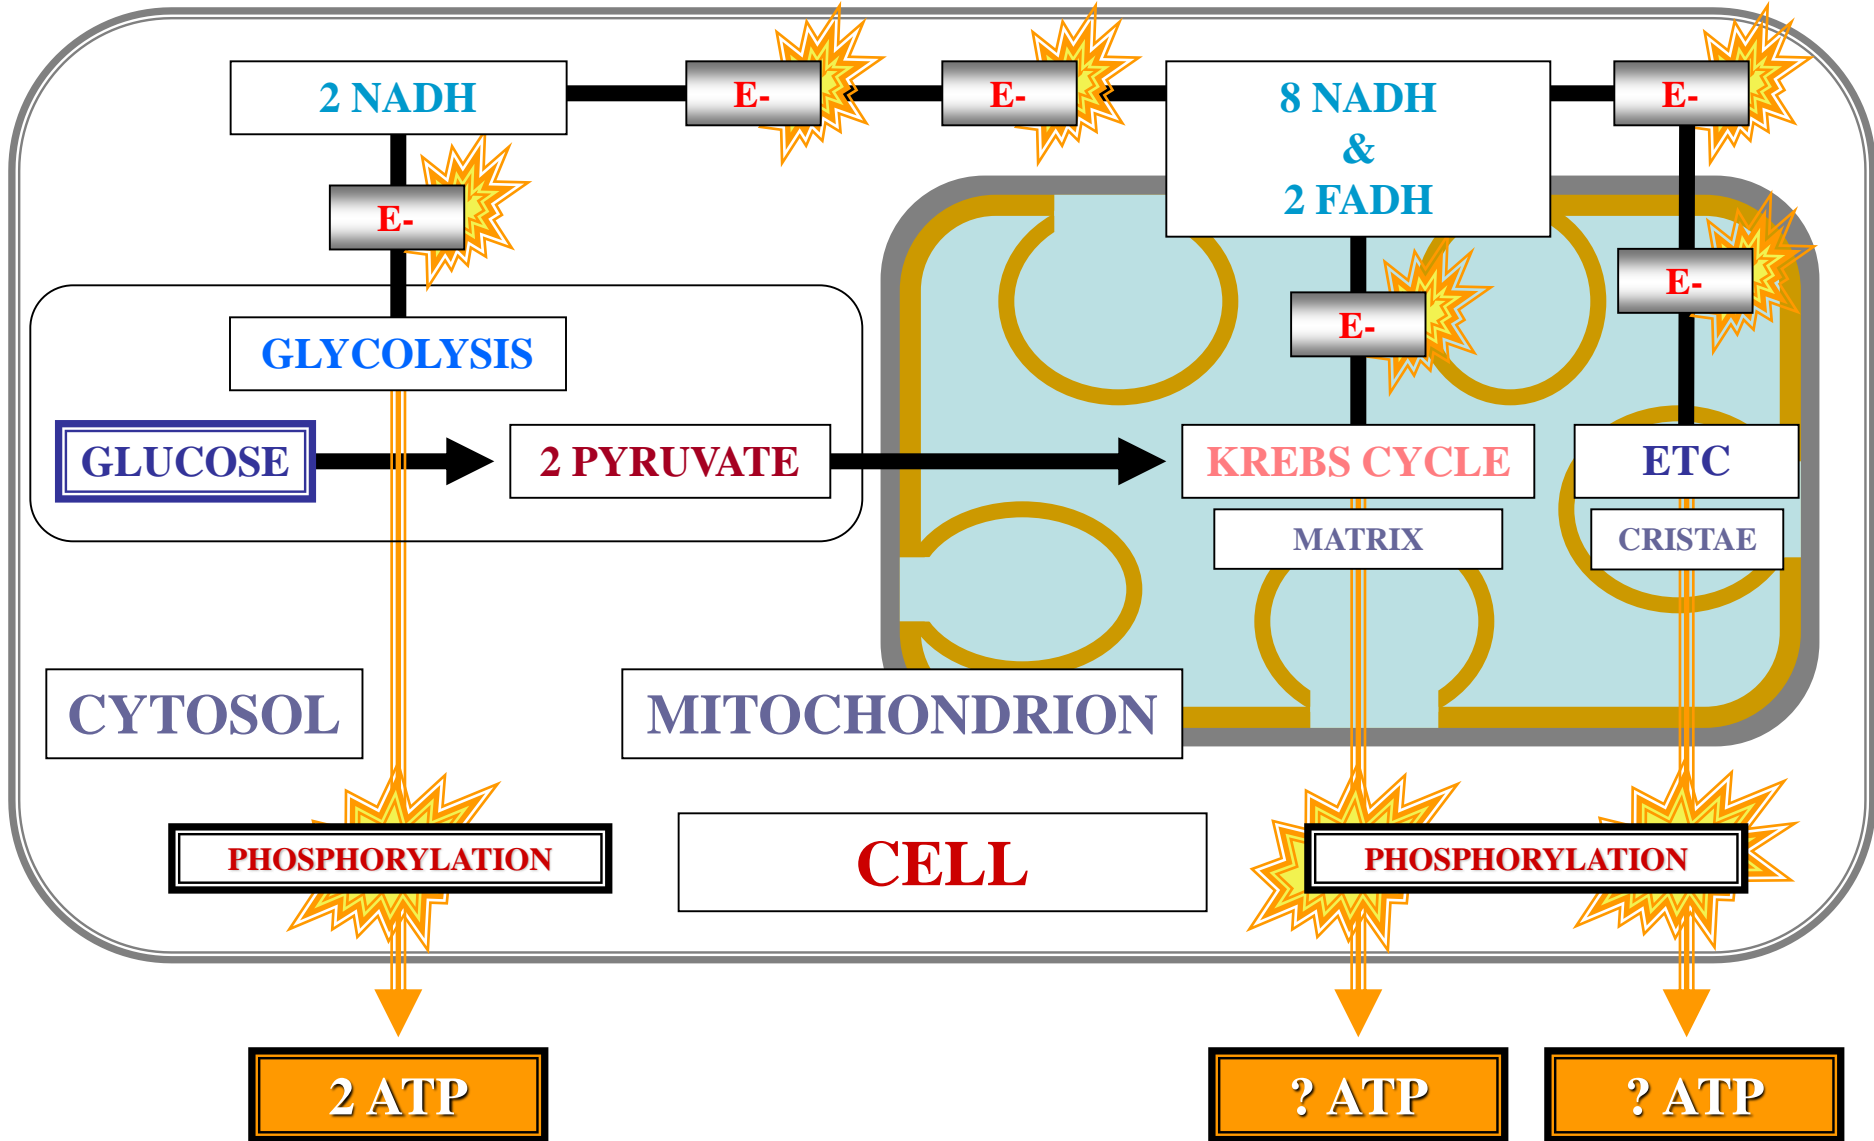 2 NADH
E-
E-
8 NADH
&
2 FADH
E-
E-
E-
E-
GLYCOLYSIS
GLUCOSE
2 PYRUVATE
KREBS CYCLE
ETC
MATRIX
CRISTAE
CYTOSOL
MITOCHONDRION
PHOSPHORYLATION
CELL
PHOSPHORYLATION
2 ATP
? ATP
? ATP